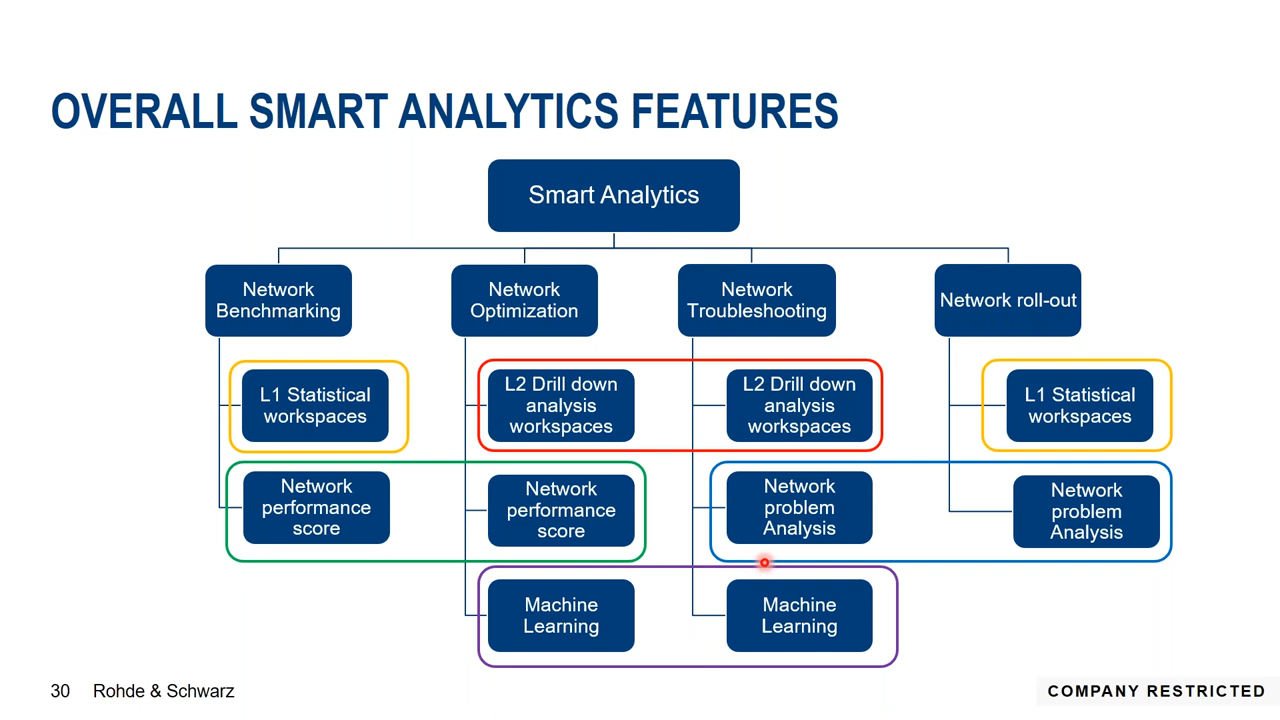 OVERALL SMART ANALYTICS FEATURES
Smart Analytics
Network
Benchmarking
Network
Optimization
Network
Troubleshooting
Network roll-out
L1 Statistical
workspaces
L2 Drill down
analysis
workspaces
L2 Drill down
analysis
workspaces
L1 Statistical
workspaces
Network
performance
score
Network
performance
score
Network
problem
Analysis
Network
problem
Analysis
Machine
Learning
Machine
Learning
30 Rohde & Schwarz
COMPANY RESTRICTED